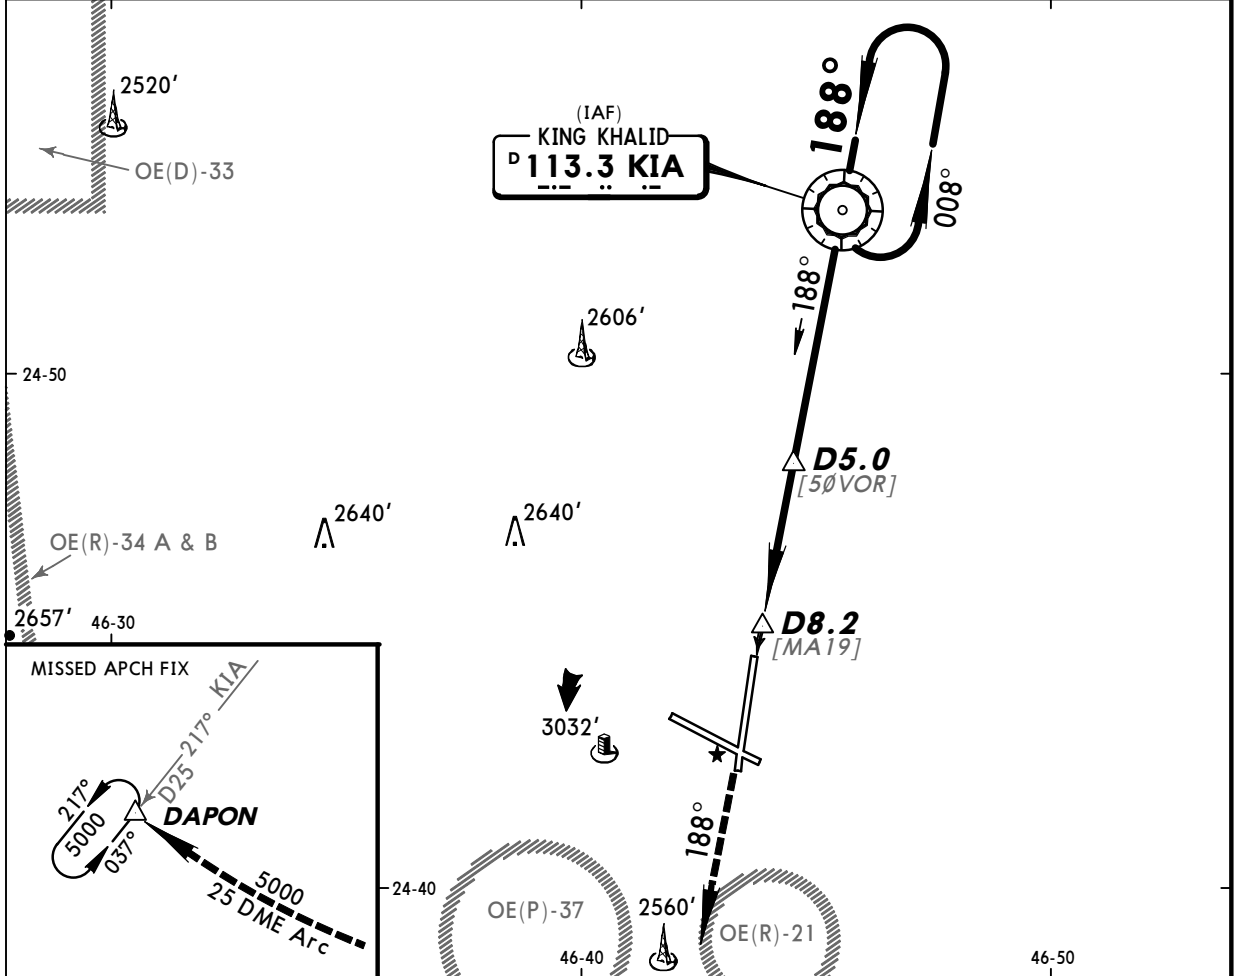 2520'
OE(D)-33
(IAF)
KING KHALID
D 113.3 KIA
188°
008°
188°
2606'
24-50
D5.0
[5ØVOR]
2640'
2640'
OE(R)-34 A & B
2657'
46-30
D8.2
[MA19]
MISSED APCH FIX
KIA
217°
D25
3032'
217°
5000
037°
DAPON
5000
25 DME Arc
188°
24-40
OE(P)-37
2560'
OE(R)-21
46-40
46-50